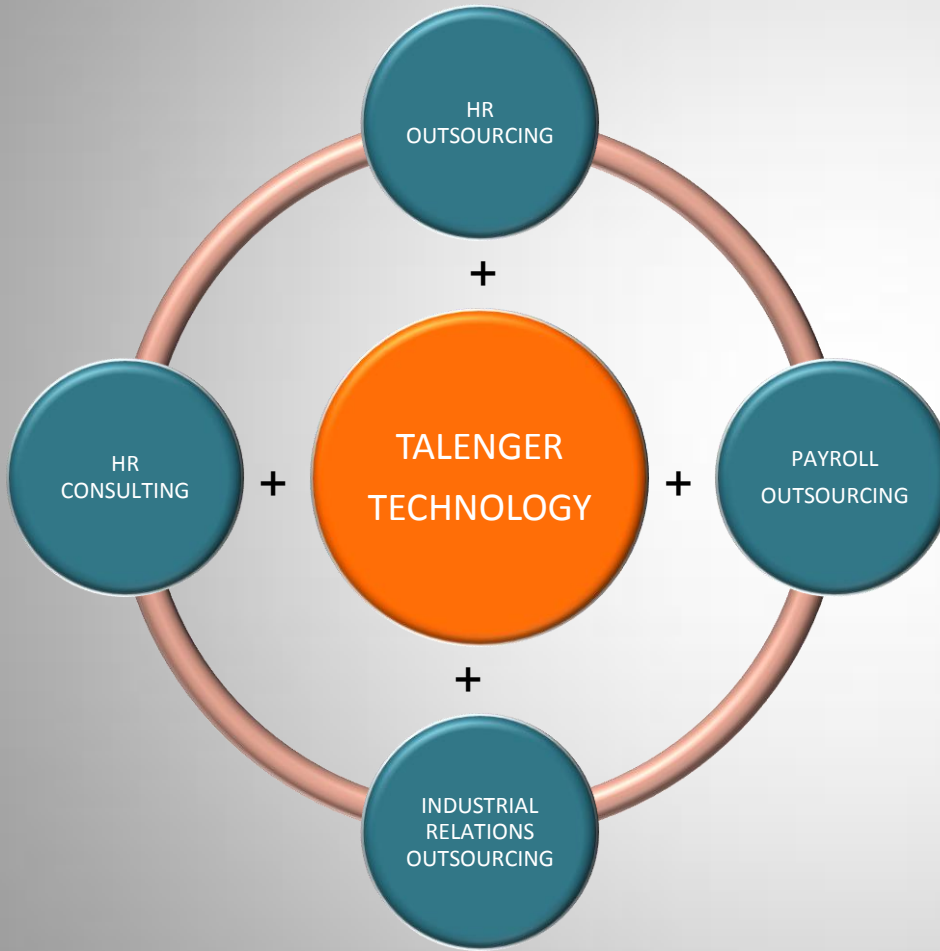 HR
OUTSOURCING
+
TALENGER
TECHNOLOGY
HR
CONSULTING
+
+
PAYROLL
OUTSOURCING
+
INDUSTRIAL
RELATIONS
OUTSOURCING